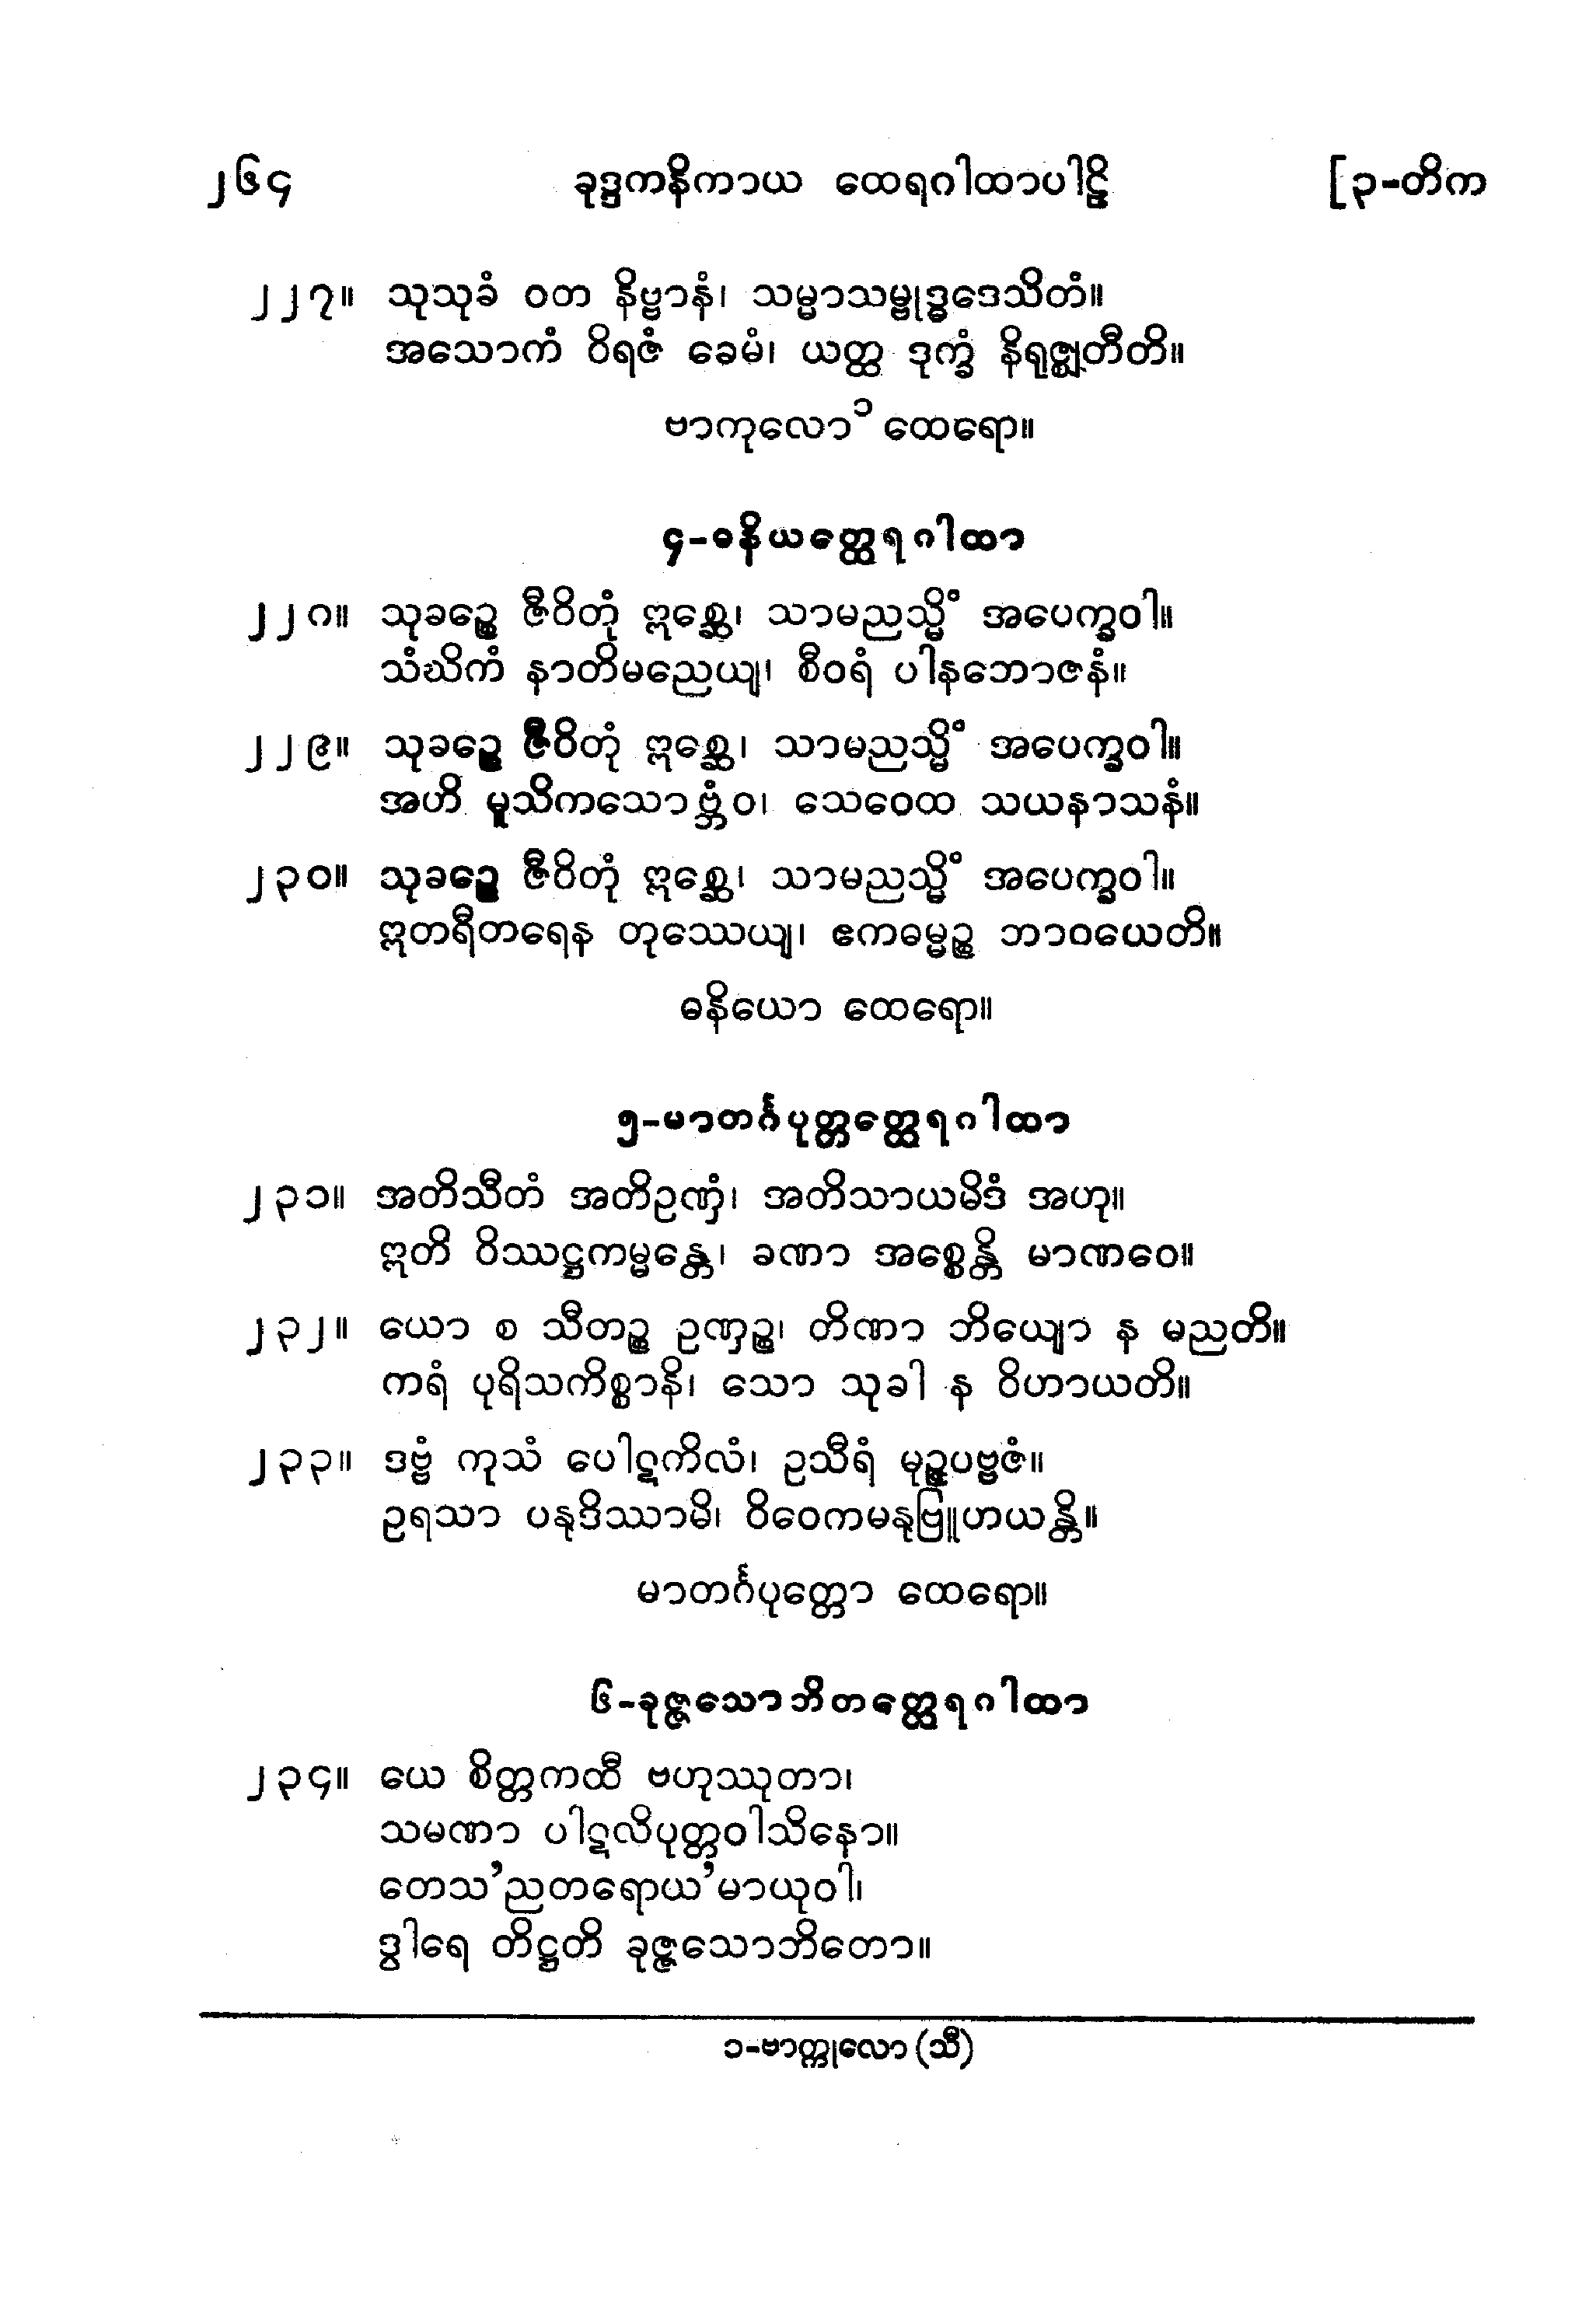 ၂၆၄ ခုဒ္ဒကနိကာယ ထေရဂါထာပါဠိ [၃-တိက
၂၂၇။ သုသုခံ ဝတ နိဗ္ဗာနံ၊ သမ္မာသမ္ဗုဒ္ဓဒေသိတံ။
အသောကံ ဝိရဇံ ခေမံ၊ ယတ္ထ ဒုက္ခံ နိရုဇ္ဈတီတိ။
ဗာကုလော ၁ ထေရော။
၄-ဓနိယတ္ထေရဂါထာ
၂၂၈။ သုခဉ္စေ ဇီဝိတုံ ဣစ္ဆေ၊ သာမညသ္မိံ အပေက္ခဝါ။
သံဃိကံ နာတိမညေယျ၊ စီဝရံ ပါနဘောဇနံ။
၂၂၉။ သုခဉ္စေ ဇီဝိတုံ ဣစ္ဆေ၊ သာမညသ္မိံ အပေက္ခဝါ။
အဟိ မူသိကသောဗ္ဘံဝ၊ သေဝေထ သယနာသနံ။
၂၃၀။ သုခဉ္စေ ဇီဝိတုံ ဣစ္ဆေ၊ သာမညသ္မိံ အပေက္ခဝါ။
ဣတရီတရေန တုဿေယျ၊ ဧကဓမ္မဉ္စ ဘာဝယေတိ။
ဓနိယော ထေရော။
၅-မာတင်္ဂပုတ္တတ္ထေရဂါထာ
၂၃၁။ အတိသီတံ အတိဥဏှံ၊ အတိသာယမိဒံ အဟု။
ဣတိ ဝိဿဋ္ဌကမ္မန္တေ၊ ခဏာ အစ္စေန္တိ မာဏဝေ။
၂၃၂။ ယော စ သီတဉ္စ ဥဏှဉ္စ၊ တိဏာ ဘိယျော န မညတိ။
ကရံ ပုရိသကိစ္စာနိ၊ သော သုခါ န ဝိဟာယတိ။
၂၃၃။ ဒဗ္ဗံ ကုသံ ပေါဋကိလံ၊ ဥသီရံ မုဉ္ဇပဗ္ဗဇံ။
ဥရသာ ပနုဒိဿာမိ၊ ဝိဝေကမနုဗြူဟယန္တိ။
မာတင်္ဂပုတ္တော ထေရော။
၆-ခုဇ္ဇသောဘိတတ္ထေရဂါထာ
၂၃၄။ ယေ စိတ္တကထီ ဗဟုဿုတာ၊
သမဏာ ပါဋလိပုတ္တဝါသိနော။
တေသ’ညတရောယ’မာယုဝါ၊
ဒွါရေ တိဋ္ဌတိ ခုဇ္ဇသောဘိတော။
၁-ဗာက္ကုလော (သီ)